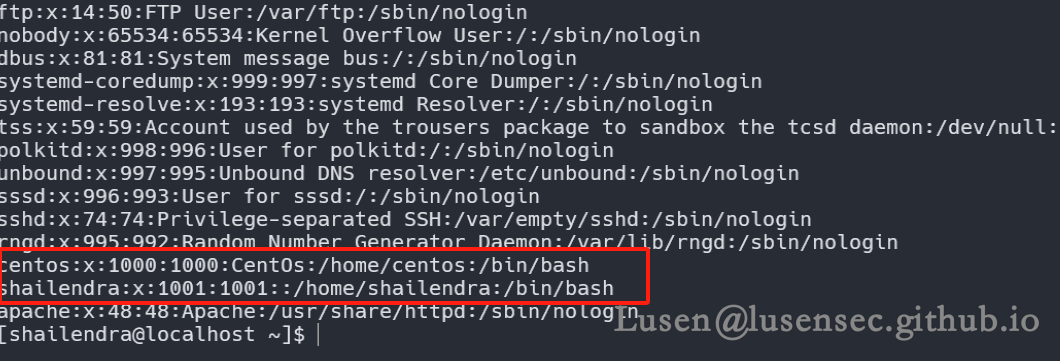 ftp:x:14:50:FTP User:/var/ftp:/sbin/nologin
nobody:x:65534:65534:Kernel Overflow User:/:/sbin/nologin
dbus:x:81:81:System message bus:/:/sbin/nologin
systemd-coredump:x:999:997:systemd Core Dumper:/:/sbin/nologin
systemd-resolve:x:193:193:systemd Resolver:/:/sbin/nologin
tss:x:59:59:Account used by the trousers package to sandbox the tcsd daemon:/dev/null:
polkitd:x:998:996:User for polkitd:/:/sbin/nologin
unbound:x:997:995:Unbound DNS resolver:/etc/unbound:/sbin/nologin
sssd:x:996:993:User for sssd:/:/sbin/nologin
sshd:x:74:74:Privilege-separated SSH:/var/empty/sshd:/sbin/nologin
rngd:x:995:992:Random Number Generator Daemon:/var/lib/rngd:/sbin/nologin
centos:x:1000:1000:CentOs:/home/centos:/bin/bash
shailendra:x:1001:1001::/home/shailendra:/bin/bash
apache:x:48:48:Apache:/usr/share/httpd:/sbin/nologin
[shailendra@localhost ~]$
Lusen@lusensec.github.io